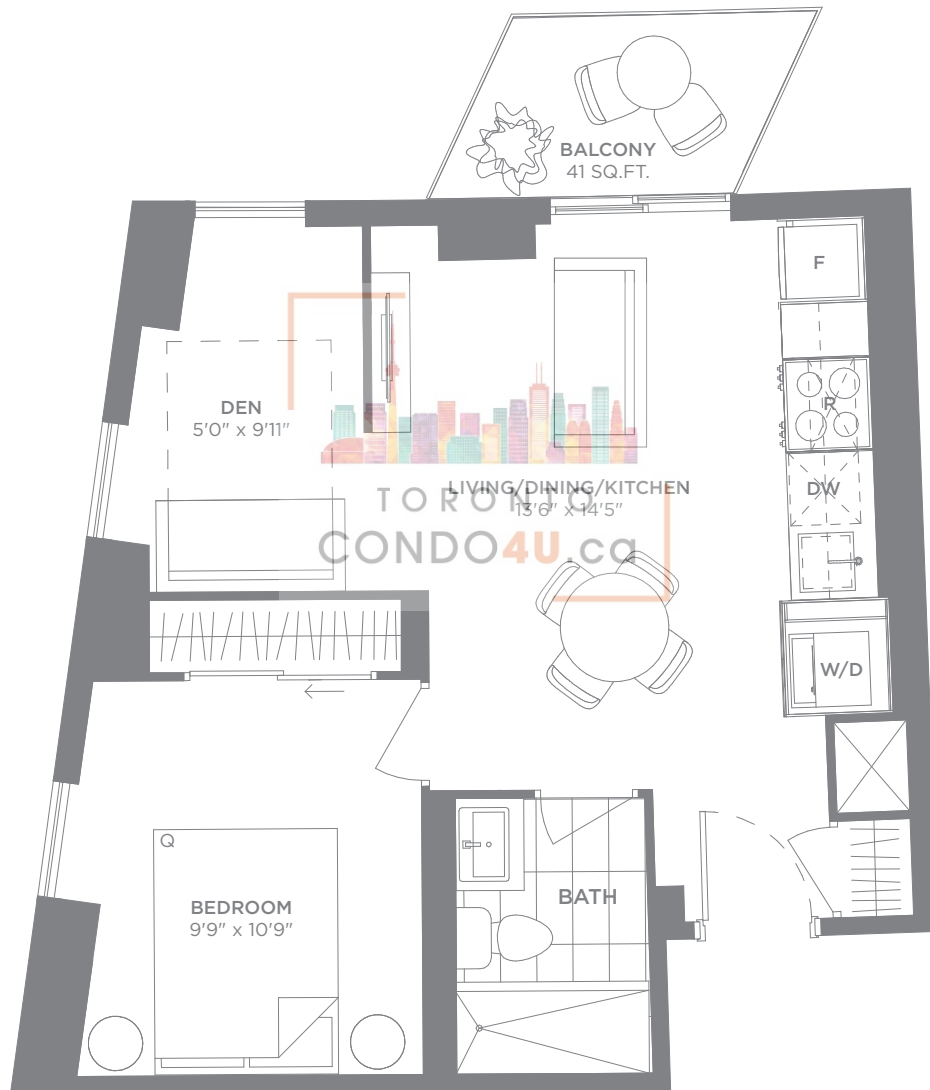 BALCONY
41 SQ.FT.
F
DEN
5'0" x 9'11"
R
LIVING/DINING/KITCHEN
13'6" x 14'5"
DW
TORONTO
CONDO4U.ca
W/D
Q
BEDROOM
9'9" x 10'9"
BATH